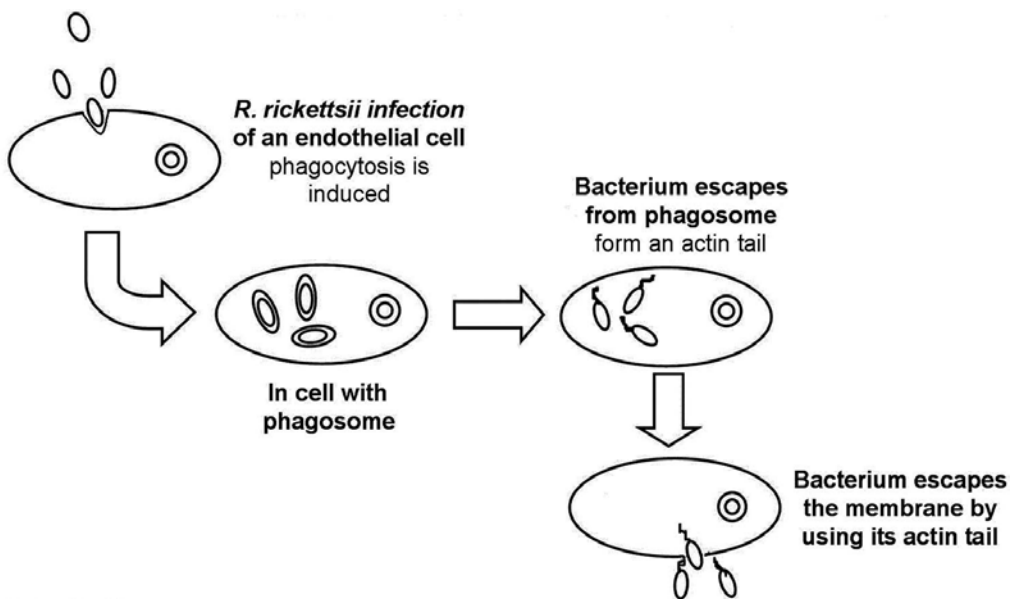 R. rickettsii infection
of an endothelial cell
phagocytosis is
induced
Bacterium escapes
from phagosome
form an actin tail
In cell with
phagosome
Bacterium escapes
the membrane by
using its actin tail